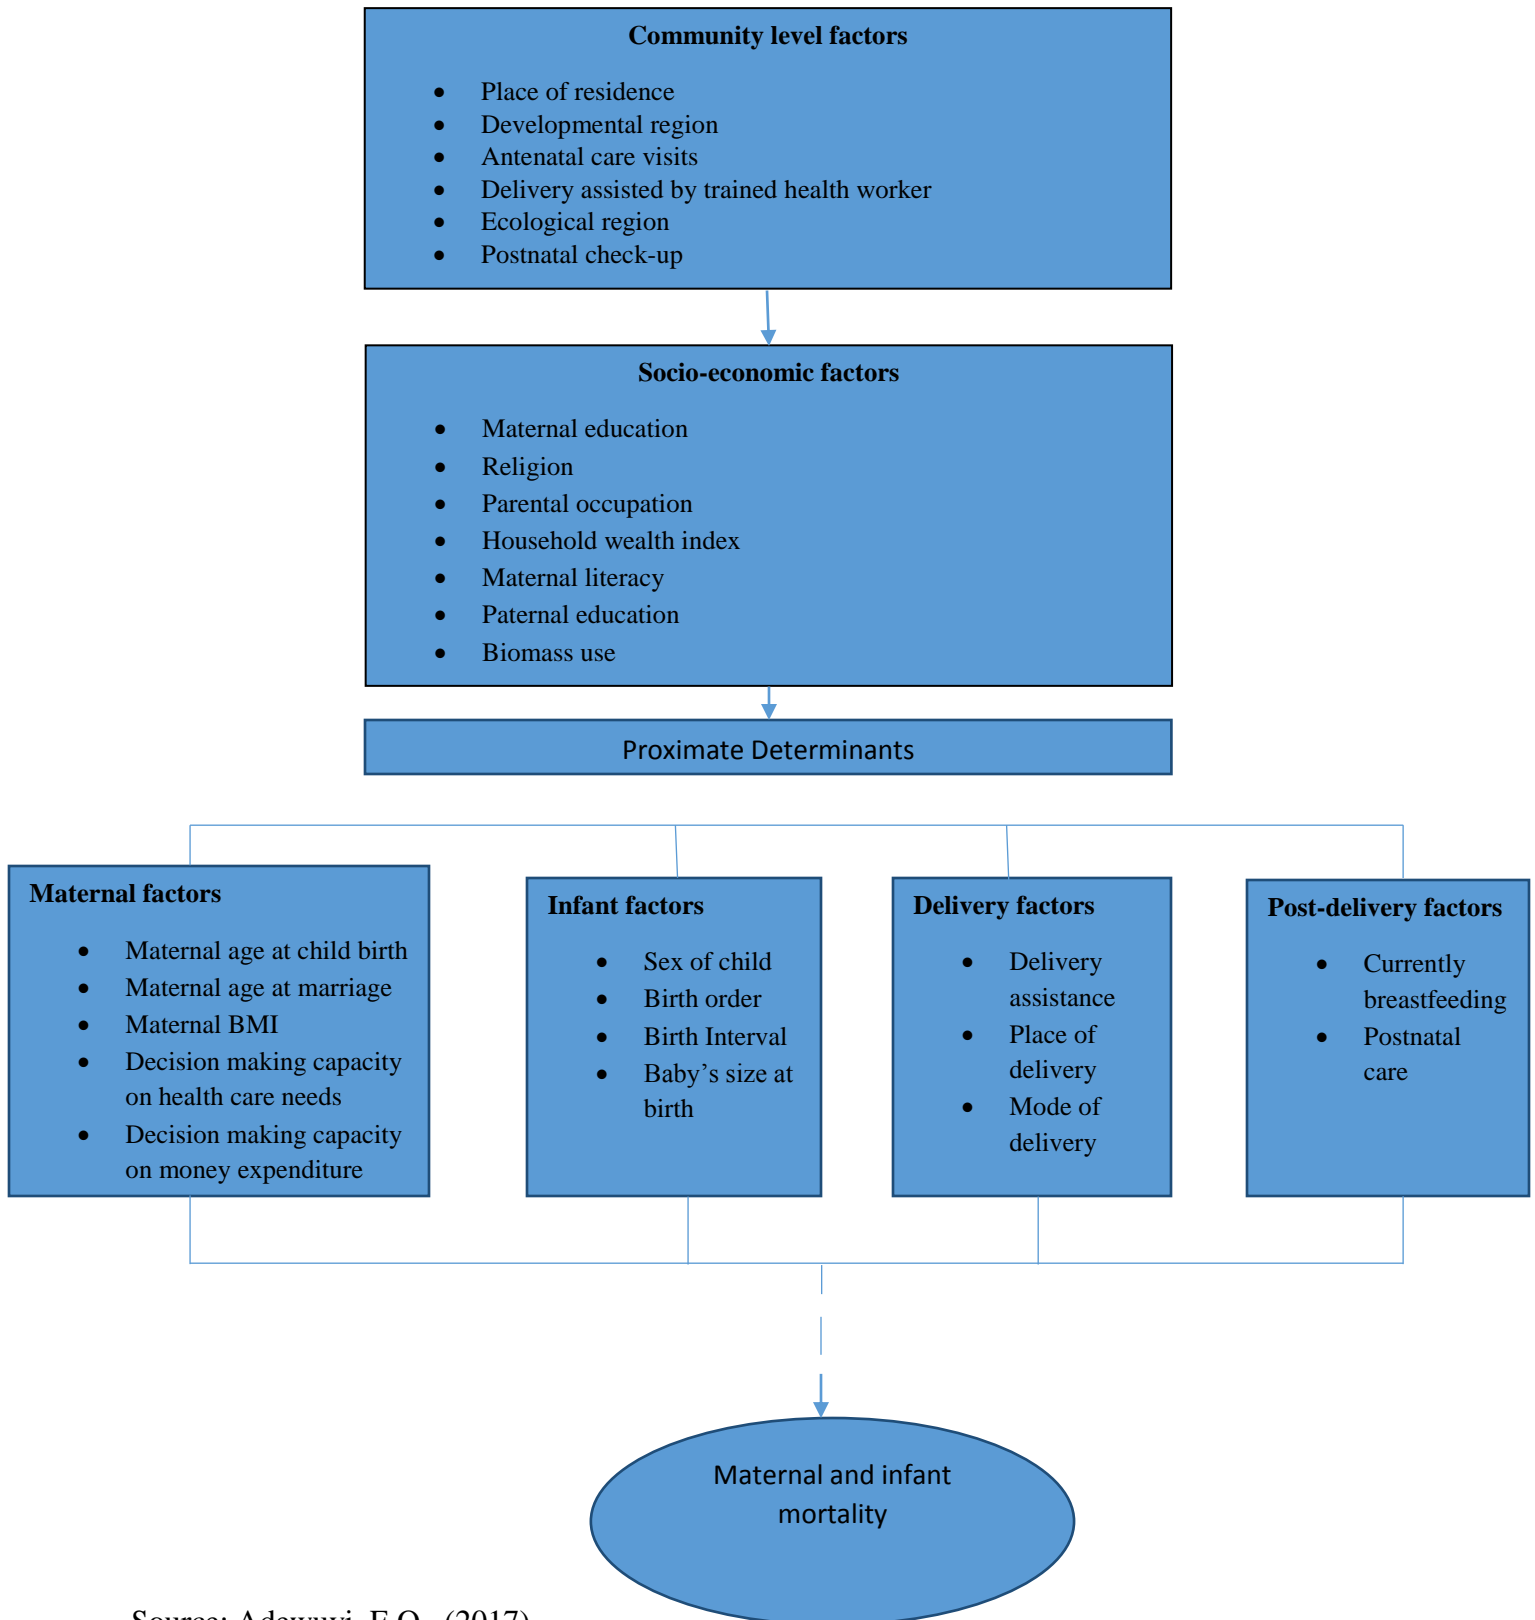 Community level factors
• Place of residence
• Developmental region
• Antenatal care visits
• Delivery assisted by trained health worker
• Ecological region
• Postnatal check-up
Socio-economic factors
• Maternal education
• Religion
• Parental occupation
• Household wealth index
• Maternal literacy
• Paternal education
• Biomass use
Proximate Determinants
Maternal factors
• Maternal age at child birth
• Maternal age at marriage
• Maternal BMI
• Decision making capacity
on health care needs
• Decision making capacity
on money expenditure
Infant factors
• Sex of child
• Birth order
• Birth Interval
• Baby’s size at
birth
Delivery factors
• Delivery
assistance
• Place of
delivery
• Mode of
delivery
Post-delivery factors
• Currently
breastfeeding
• Postnatal
care
Maternal and infant
mortality
Source: Adewuyi, E.O., (2017)